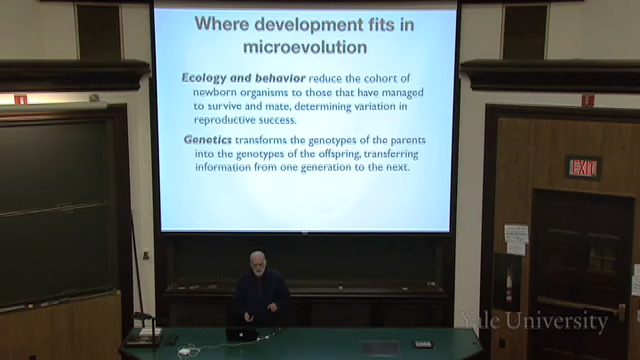 Where development fits in
microevolution
Ecology and behavior reduce the cohort of
newborn organisms to those that have managed
to survive and mate, determining variation in
reproductive success.
Genetics transforms the genotypes of the parents
into the genotypes of the offspring, transferring
information from one generation to the next.
EXIT
Yale University